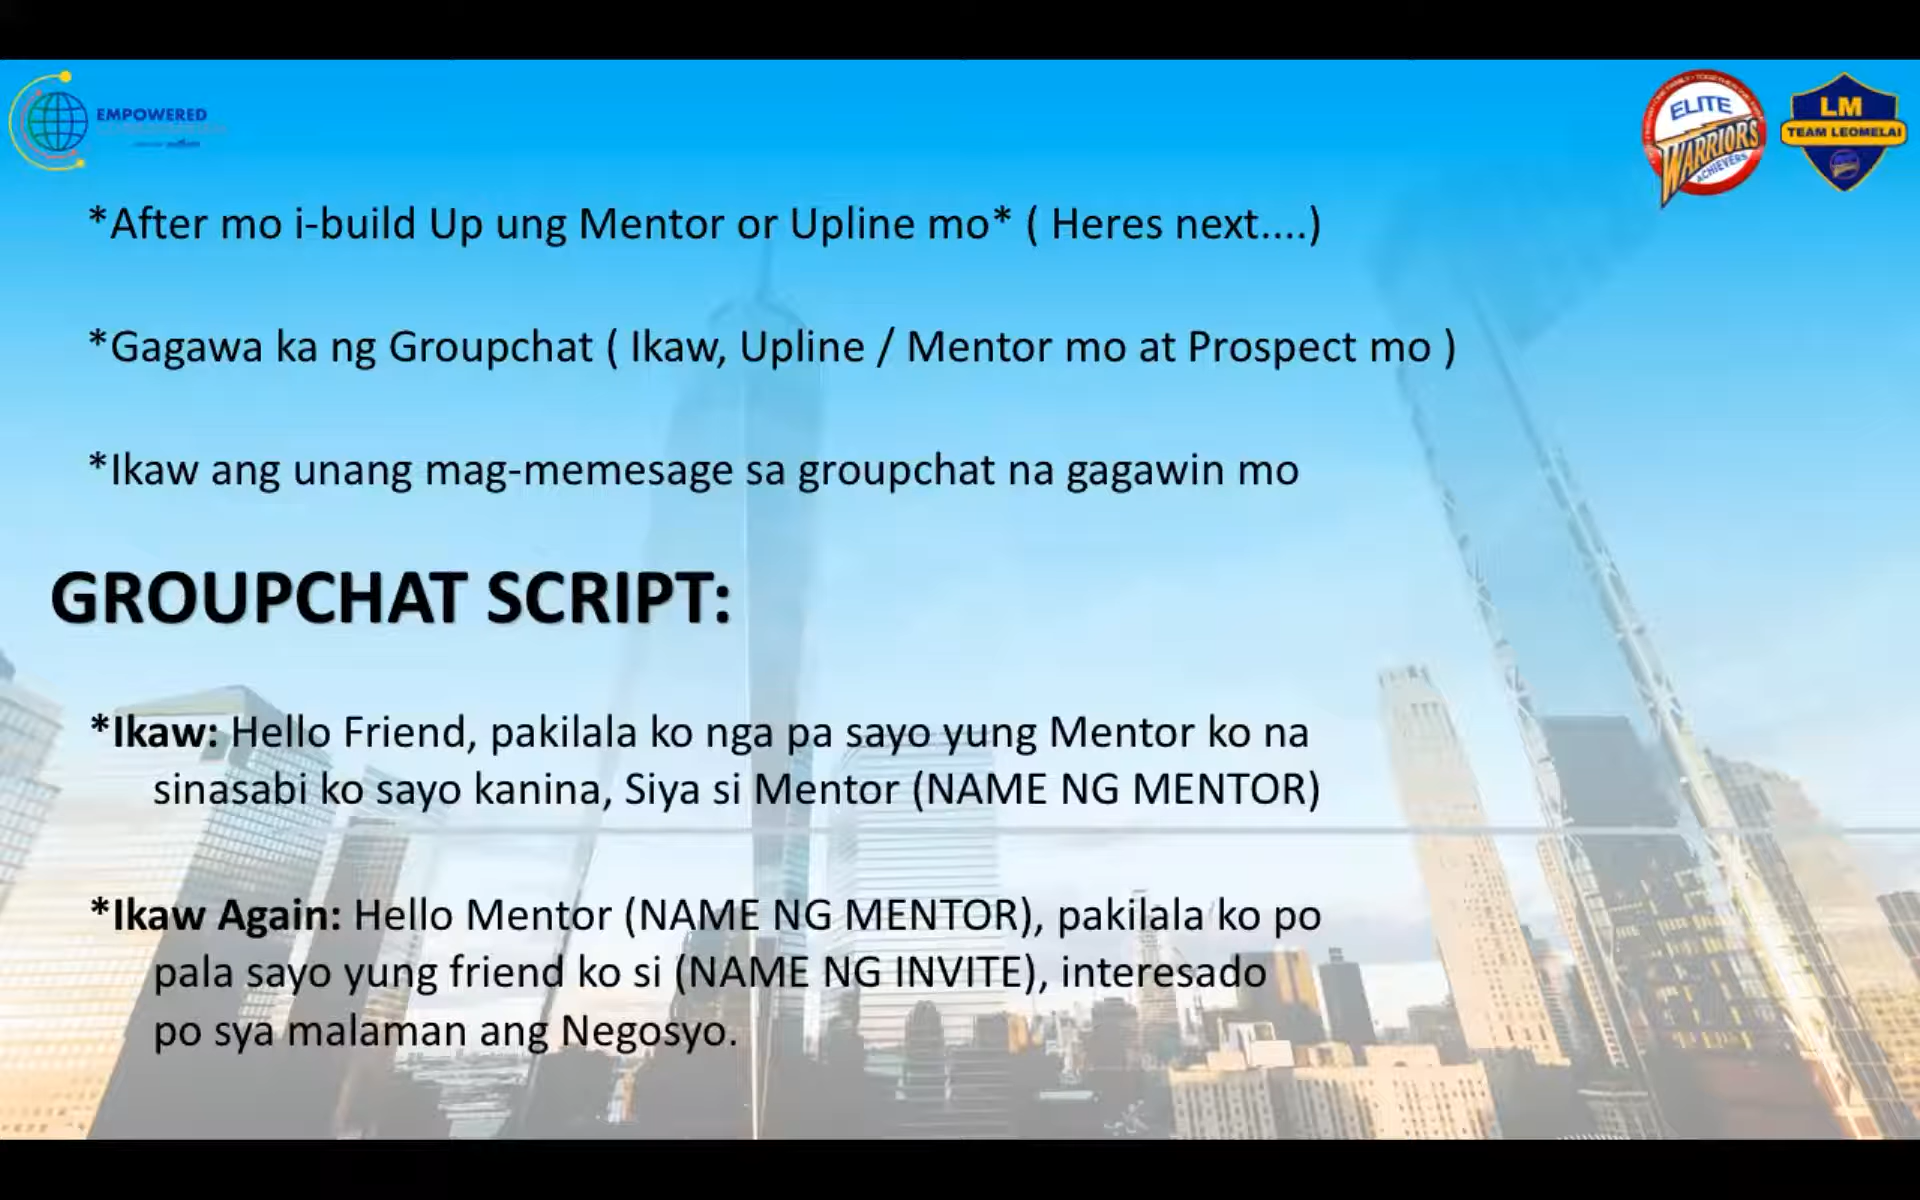 EMPOWERED
ELITE
WARRIORS
ACHIEVERS
LM
TEAM LEOMELAI
*After mo i-build Up ung Mentor or Upline mo* ( Heres next....)
*Gagawa ka ng Groupchat ( Ikaw, Upline / Mentor mo at Prospect mo )
*Ikaw ang unang mag-memesage sa groupchat na gagawin mo
GROUPCHAT SCRIPT:
*Ikaw: Hello Friend, pakilala ko nga pa sayo yung Mentor ko na
sinasabi ko sayo kanina, Siya si Mentor (NAME NG MENTOR)
*Ikaw Again: Hello Mentor (NAME NG MENTOR), pakilala ko po
pala sayo yung friend ko si (NAME NG INVITE), interesado
po sya malaman ang Negosyo.